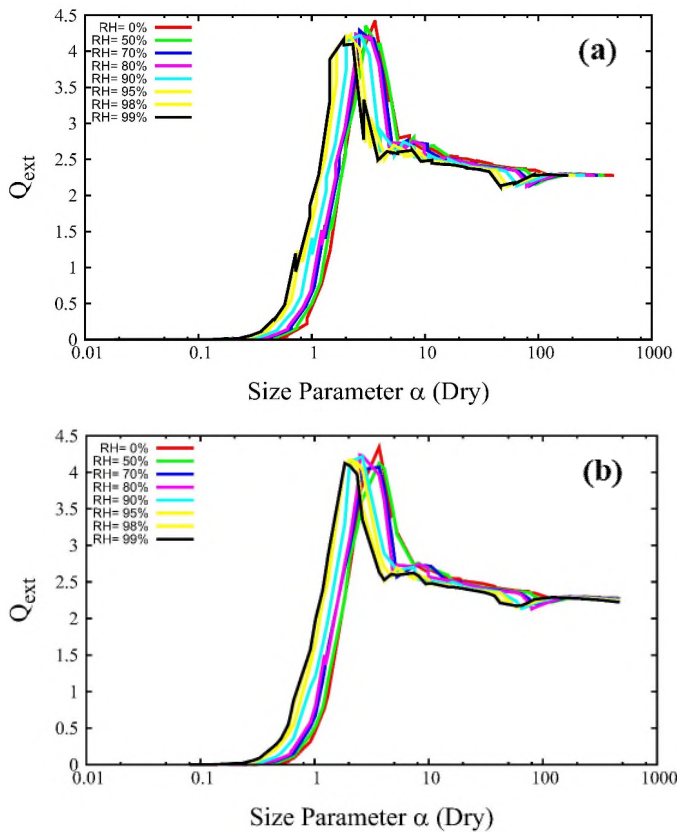 (a)
RH= 0%
RH= 50%
RH= 70%
RH= 80%
RH= 90%
RH= 95%
RH= 98%
RH= 99%
4.5
4
3.5
3
2.5
2
1.5
1
0.5
0
Qext
0.01 0.1 1 10 100 1000
Size Parameter α (Dry)
(b)
RH= 0%
RH= 50%
RH= 70%
RH= 80%
RH= 90%
RH= 95%
RH= 98%
RH= 99%
4.5
4
3.5
3
2.5
2
1.5
1
0.5
0
Qext
0.01 0.1 1 10 100 1000
Size Parameter α (Dry)